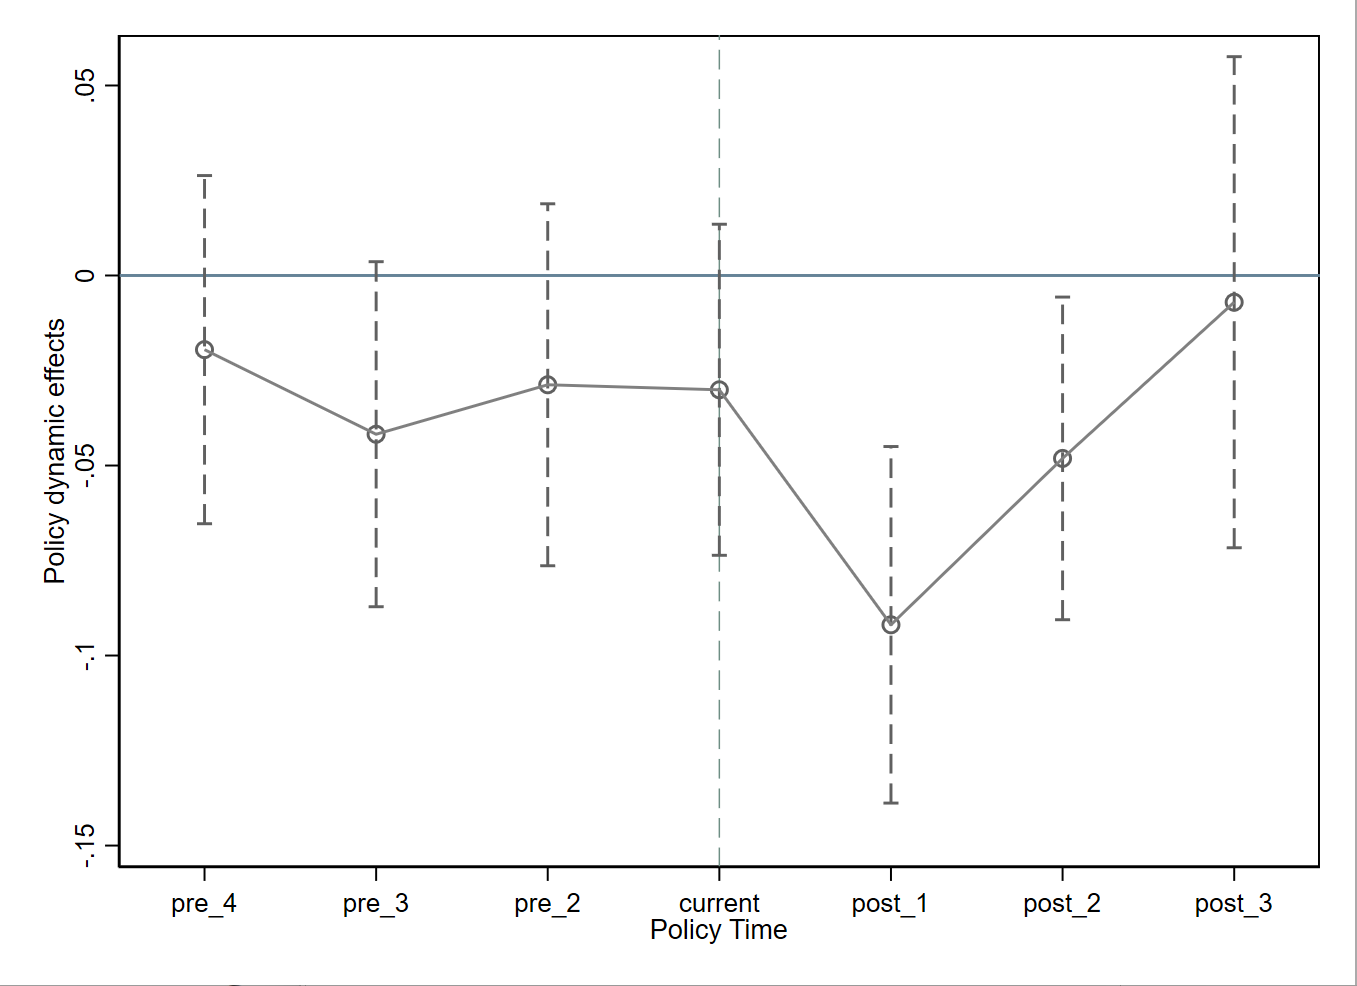 .05
0
-.05
-.1
-.15
Policy dynamic effects
pre_4 pre_3 pre_2 current post_1 post_2 post_3
Policy Time